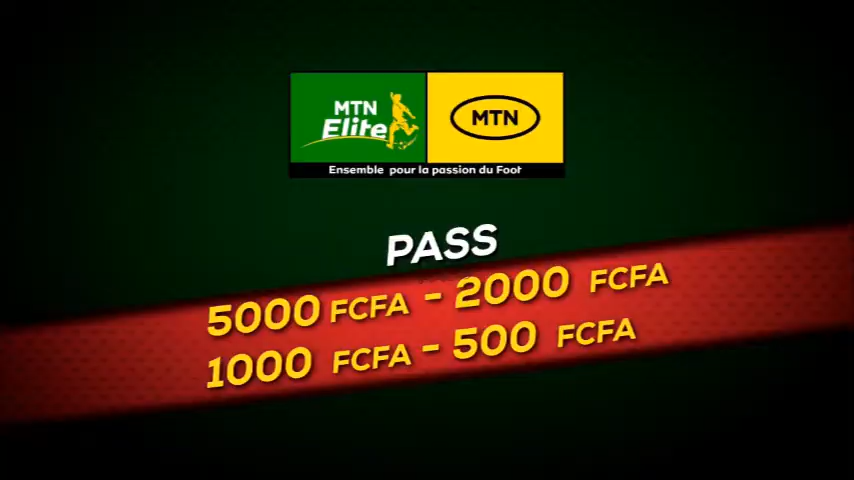 MTN
Elite
MTN
Ensemble pour la passion du Foot
PASS
5000 FCFA - 2000 FCFA
1000 FCFA - 500 FCFA